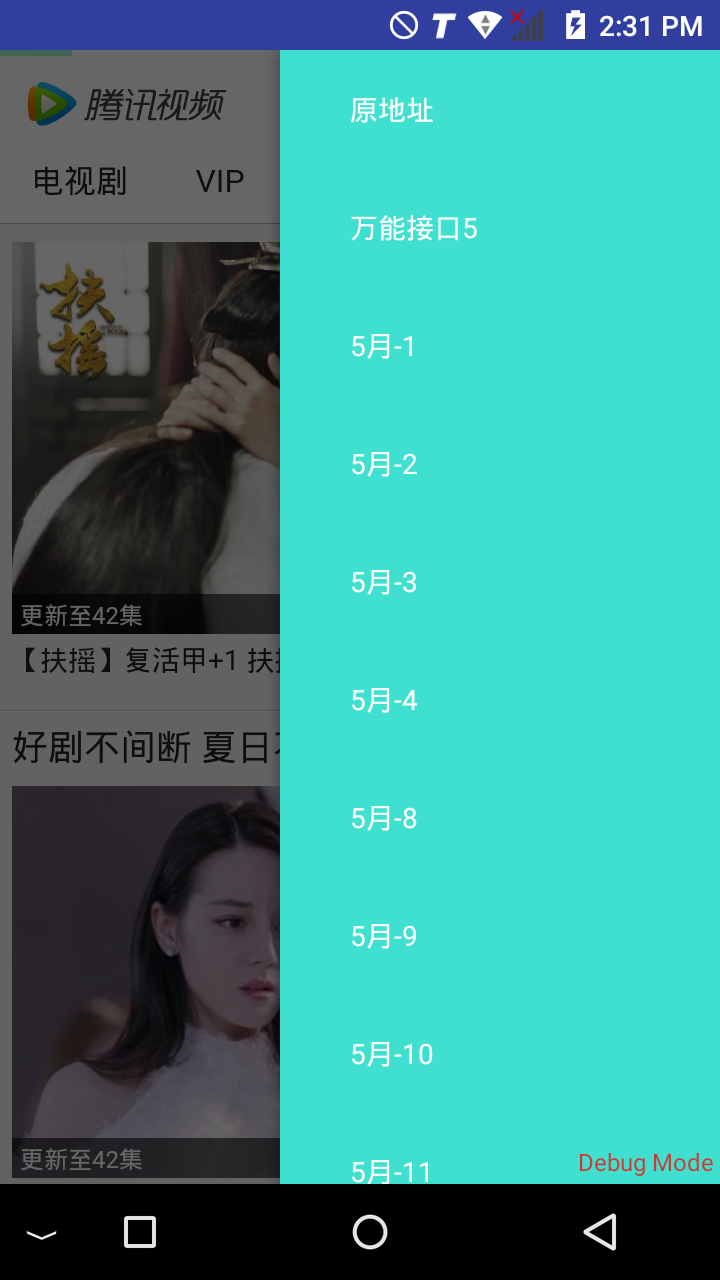 2:31 PM
腾讯视频
电视剧 VIP
扶摇
更新至42集
【扶摇】复活甲+1 扶
好剧不间断 夏日
更新至42集
原地址
万能接口5
5月-1
5月-2
5月-3
5月-4
5月-8
5月-9
5月-10
5月-11
Debug Mode